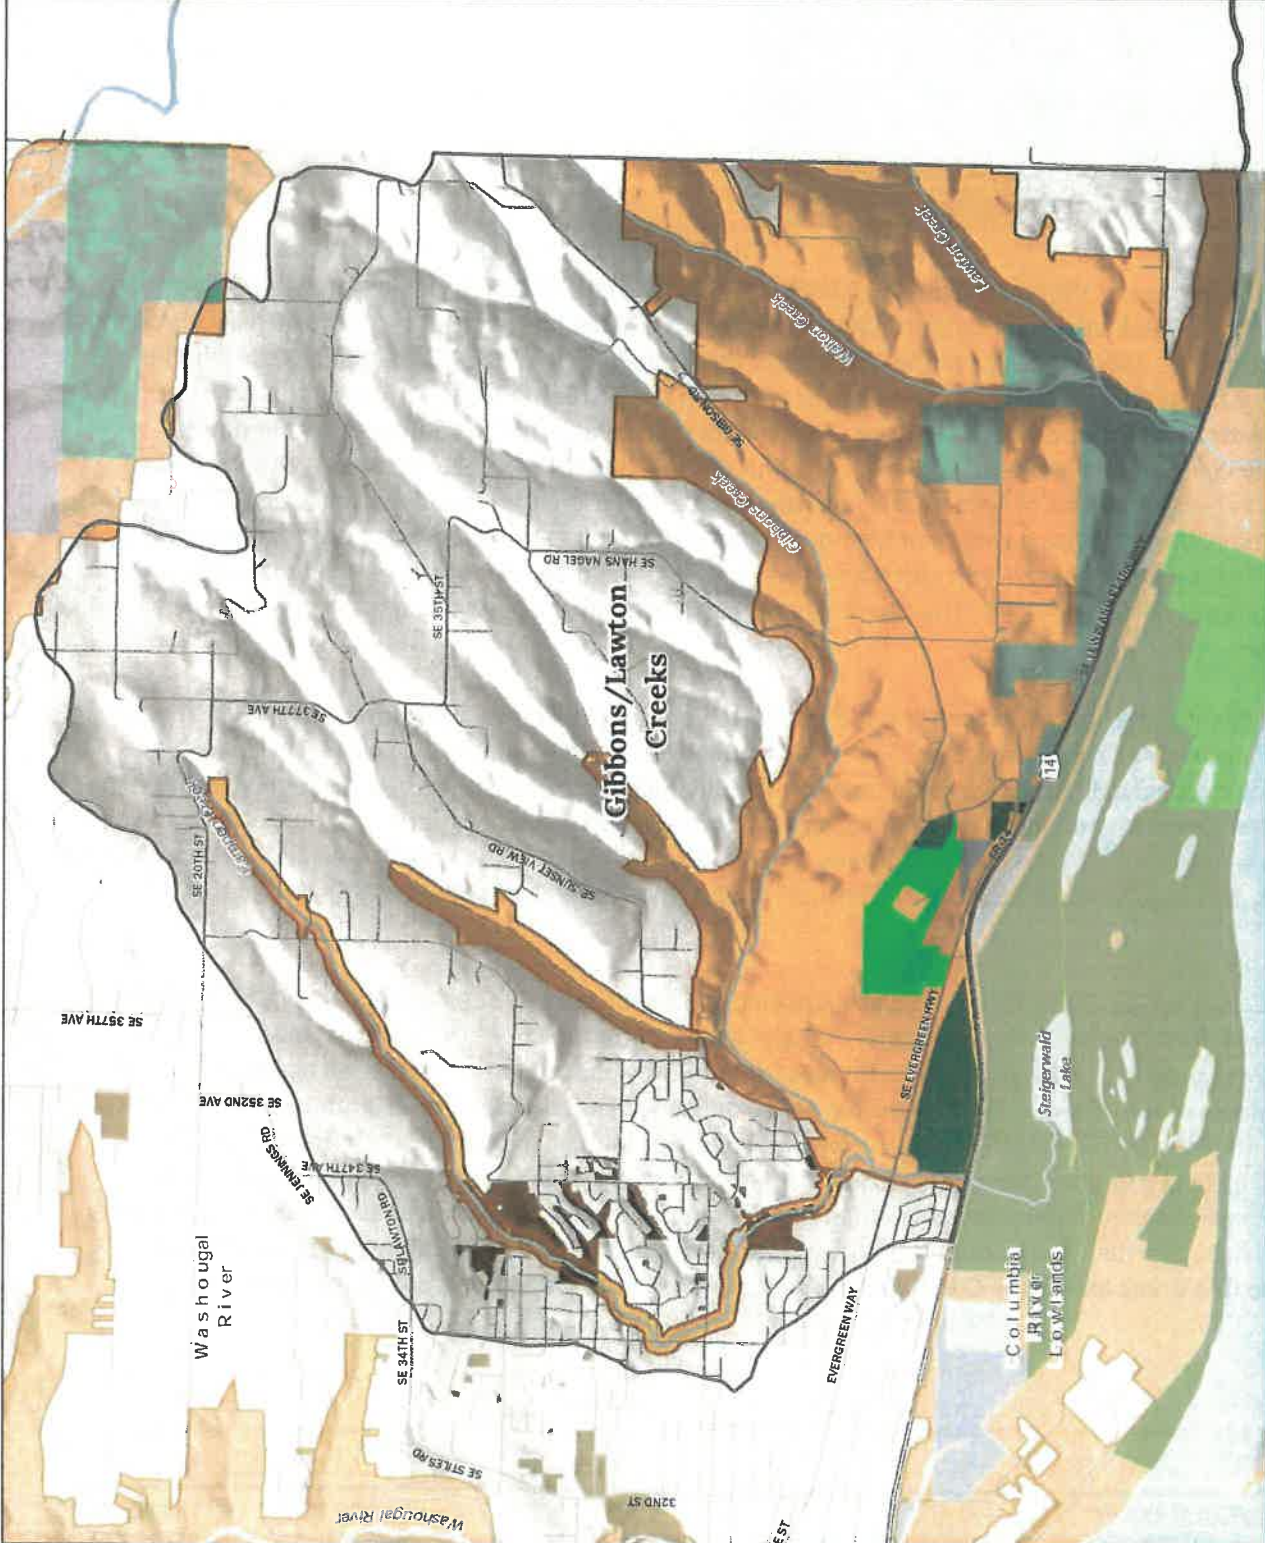 Lawton Creek
Walton Creek
SE GIBSON RD
Gibbons Creek
SE HANS NAGEL RD
SE 35TH ST
Gibbons/Lawton
Creeks
SE 377TH AVE
14
SE 20TH ST
SE SUNSET VIEW RD
SE 357TH AVE
SE EVERGREEN HWY
Steigerwald
Lake
SE 352ND AVE
SE JENNINGS RD
SE 347TH AVE
SE LAWTON RD
Washougal
River
Columbia
River
Lowlands
SE 34TH ST
EVERGREEN WAY
SE STILES RD
32ND ST
Washougal River
E ST